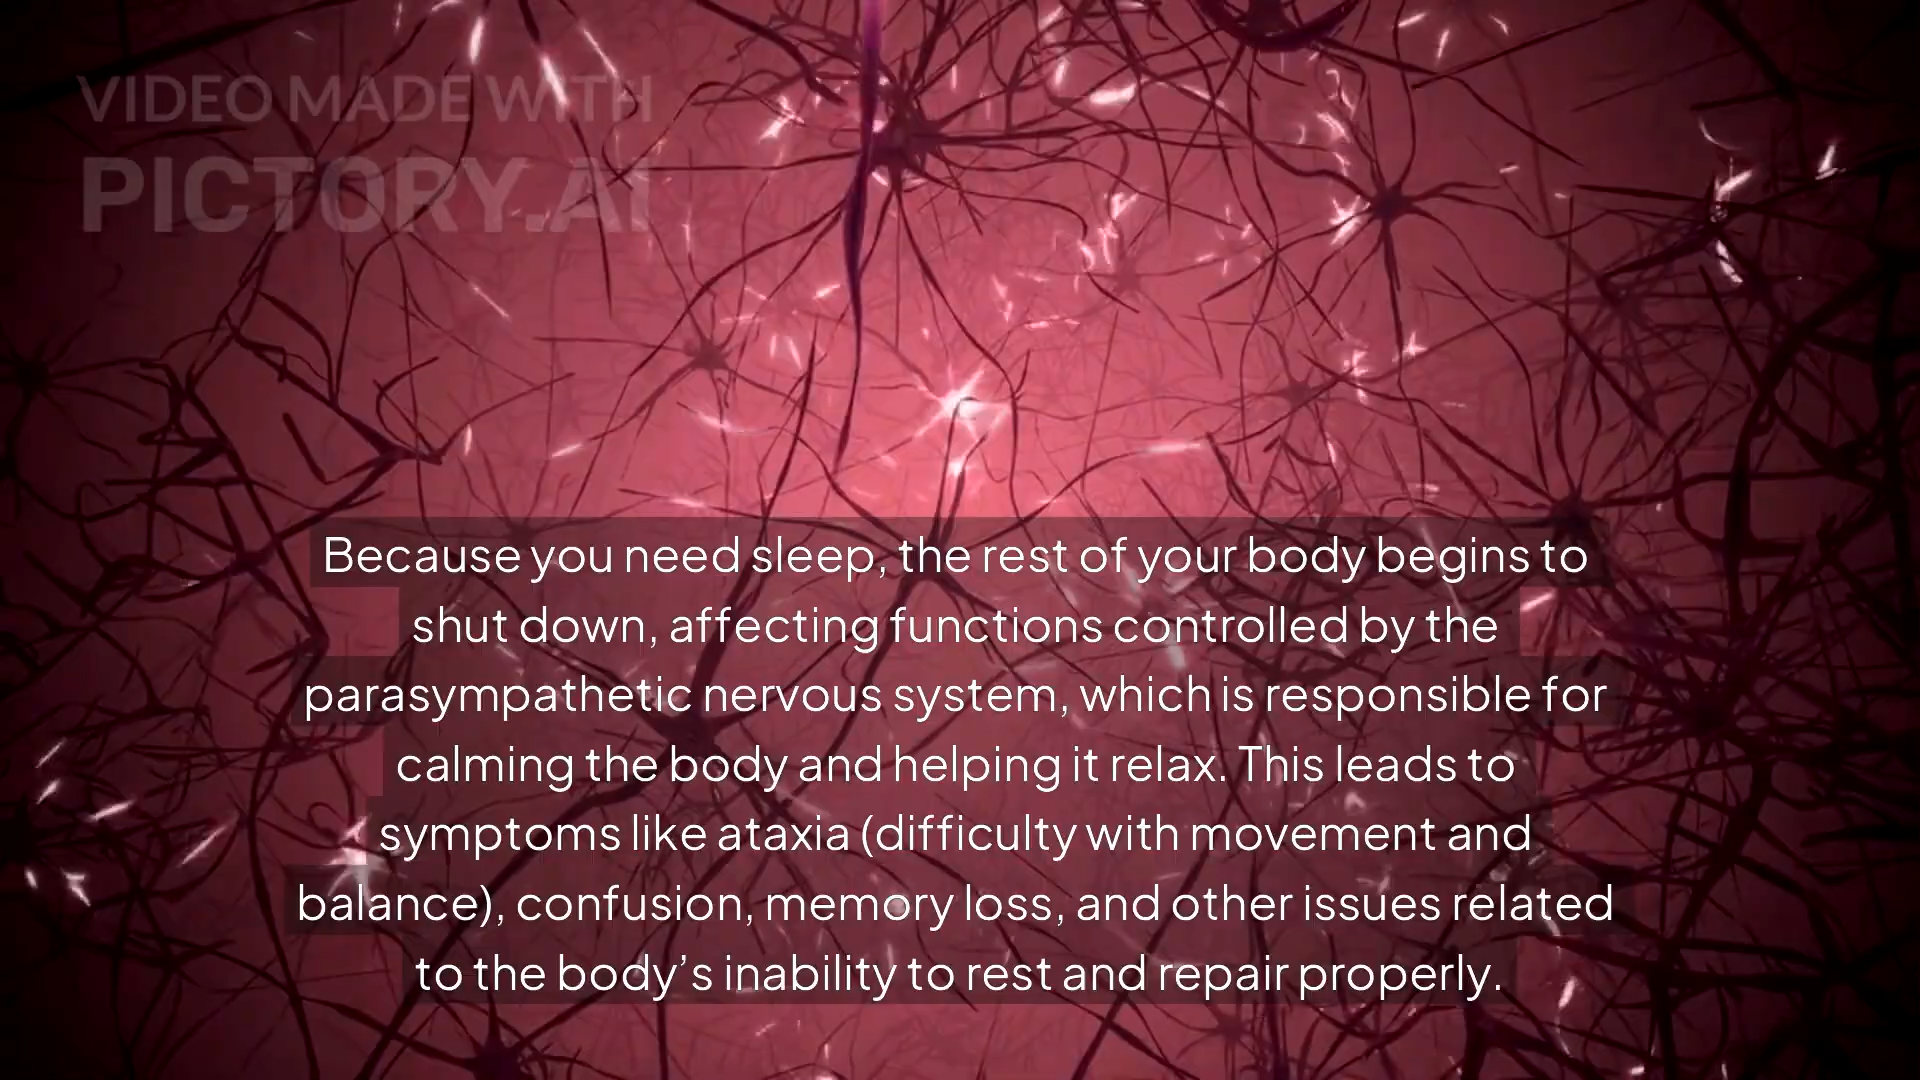 VIDEO MADE WITH
PICTORY.AI
Because you need sleep, the rest of your body begins to
shut down, affecting functions controlled by the
parasympathetic nervous system, which is responsible for
calming the body and helping it relax. This leads to
symptoms like ataxia (difficulty with movement and
balance), confusion, memory loss, and other issues related
to the body’s inability to rest and repair properly.